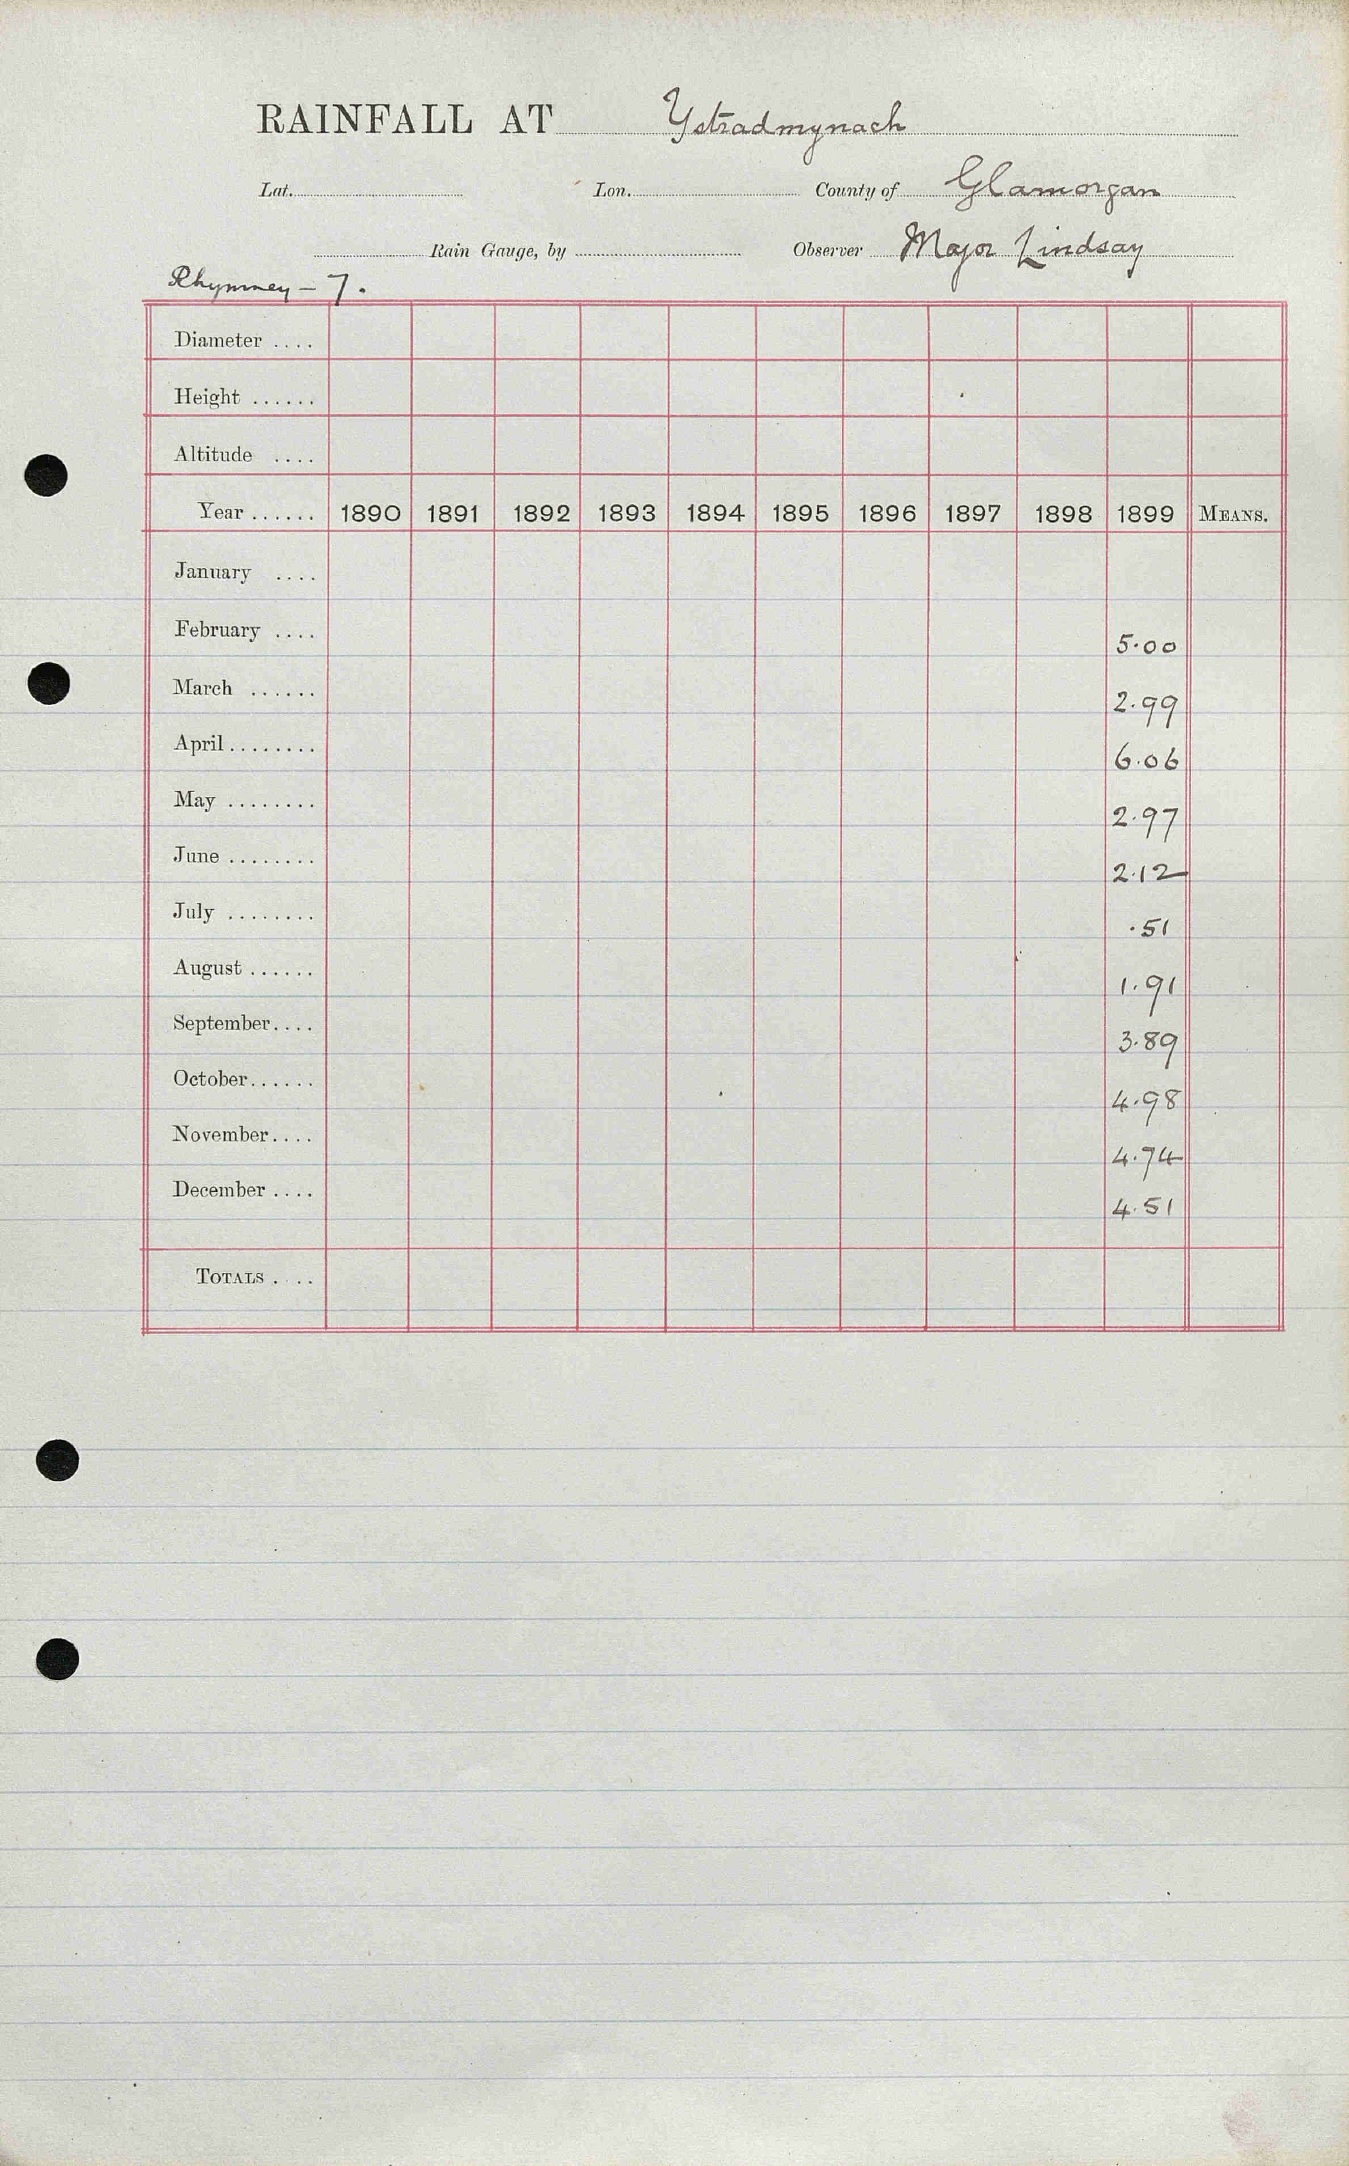 RAINFALL AT Ystradmynach
Lat. Lon. County of Glamorgan
Rain Gauge, by Observer Major Lindsay
Rhymney – 7.
Diameter ....
Height ......
Altitude ....
Year ...... 1890 1891 1892 1893 1894 1895 1896 1897 1898 1899 MEANS.
January ....
February .... 5.00
March ...... 2.99
April ........ 6.06
May ........ 2.97
June ........ 2.12
July ........ .51
August ...... 1.91
September .... 3.89
October ...... 4.98
November .... 4.74
December .... 4.51
TOTALS ....